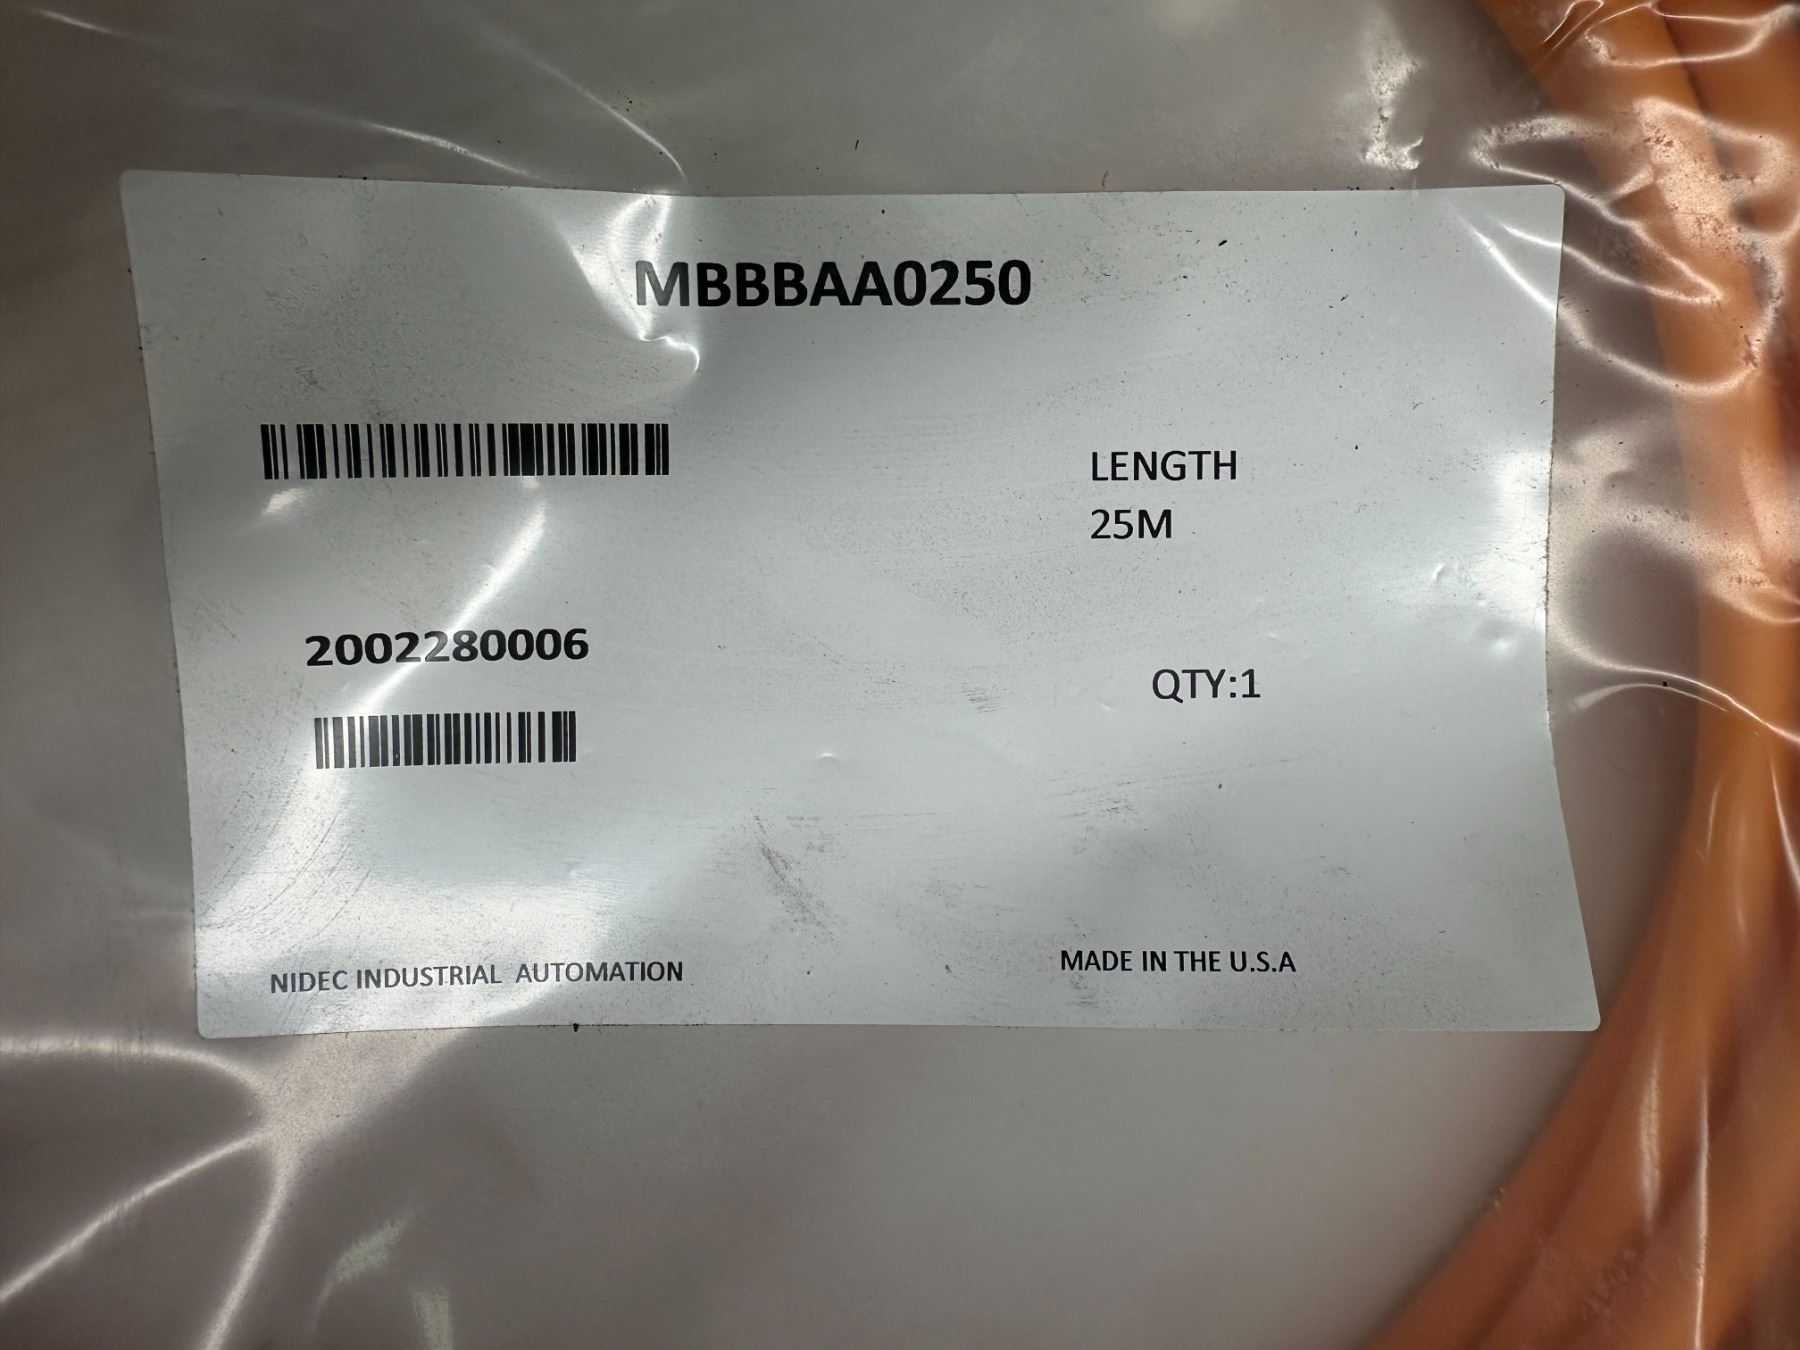 MBBBAA0250
LENGTH
25M
2002280006
QTY:1
NIDEC INDUSTRIAL AUTOMATION
MADE IN THE U.S.A